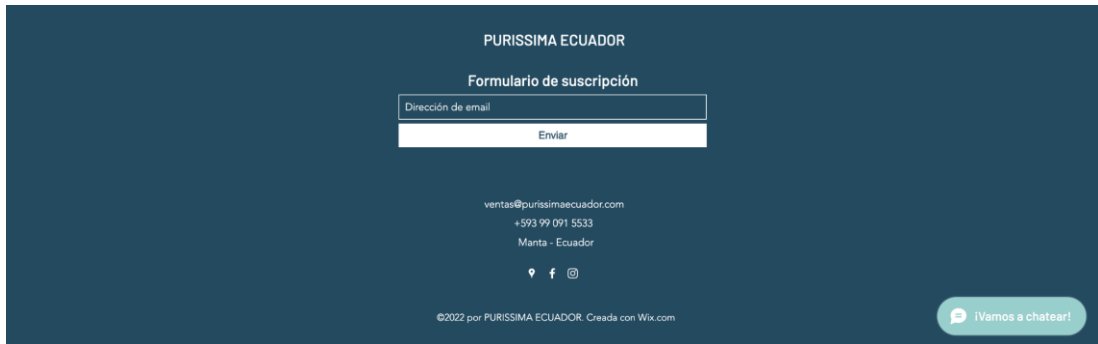 PURISSIMA ECUADOR
Formulario de suscripción
Dirección de email
Enviar
ventas@purissimaecuador.com
+593 99 091 5533
Manta - Ecuador
©2022 por PURISSIMA ECUADOR. Creada con Wix.com
¡Vamos a chatear!